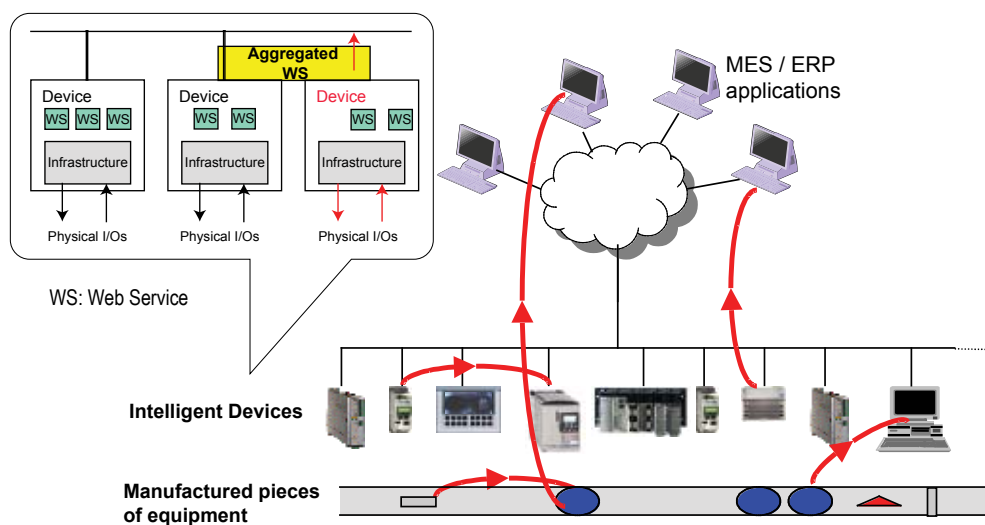 Aggregated
WS
Device
WS WS WS
Infrastructure
Physical I/Os
Device
WS WS
Infrastructure
Physical I/Os
Device
WS WS
Infrastructure
Physical I/Os
WS: Web Service
MES / ERP
applications
Intelligent Devices
Manufactured pieces
of equipment